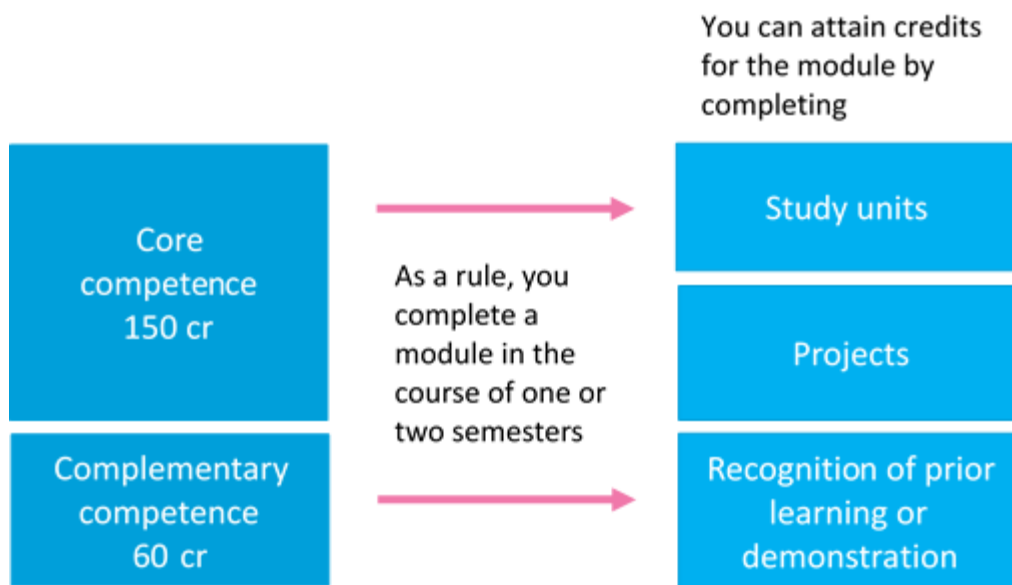 You can attain credits
for the module by
completing
Core
competence
150 cr
As a rule, you
complete a
module in the
course of one or
two semesters
Study units
Projects
Complementary
competence
60 cr
Recognition of prior
learning or
demonstration